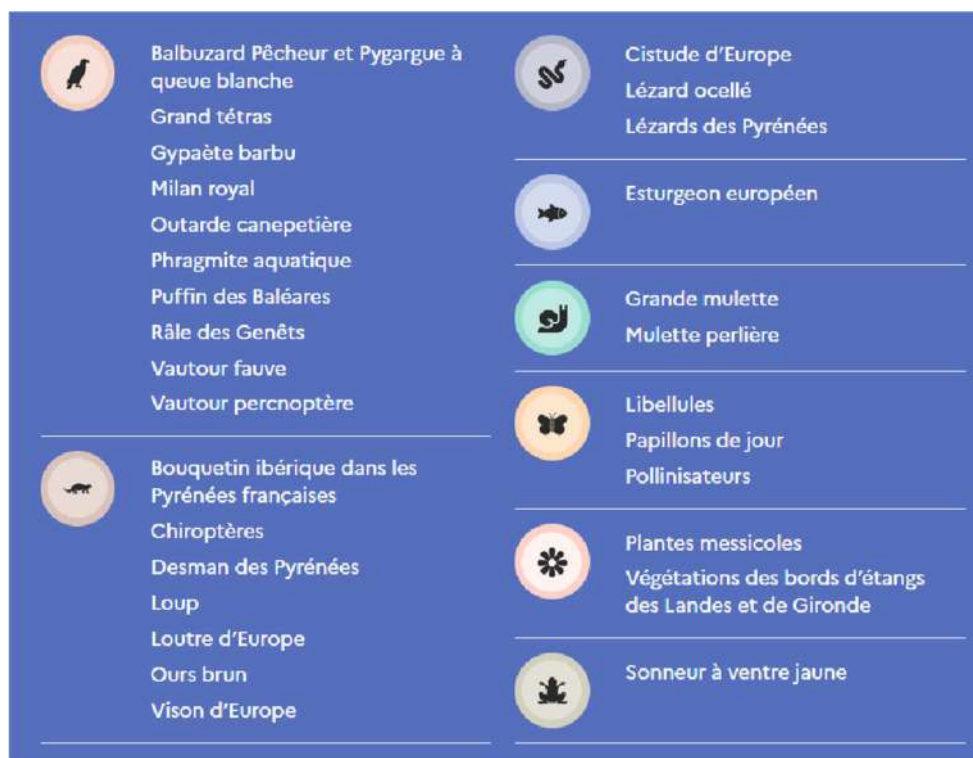 Balbuzard Pêcheur et Pygargue à
queue blanche
Grand tétras
Gypaète barbu
Milan royal
Outarde canepetière
Phragmite aquatique
Puffin des Baléares
Râle des Genêts
Vautour fauve
Vautour percnoptère
Bouquetin ibérique dans les
Pyrénées françaises
Chiroptères
Desman des Pyrénées
Loup
Loutre d'Europe
Ours brun
Vison d'Europe
Cistude d'Europe
Lézard ocellé
Lézards des Pyrénées
Esturgeon européen
Grande mulette
Mulette perlière
Libellules
Papillons de jour
Pollinisateurs
Plantes messicoles
Végétations des bords d'étangs
des Landes et de Gironde
Sonneur à ventre jaune